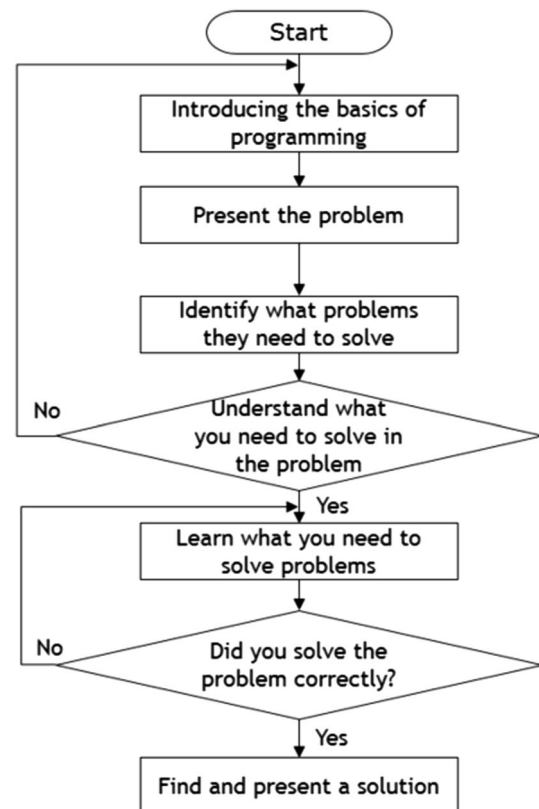 Start
Introducing the basics of
programming
Present the problem
Identify what problems
they need to solve
No
Understand what
you need to solve in
the problem
Yes
Learn what you need to
solve problems
No
Did you solve the
problem correctly?
Yes
Find and present a solution